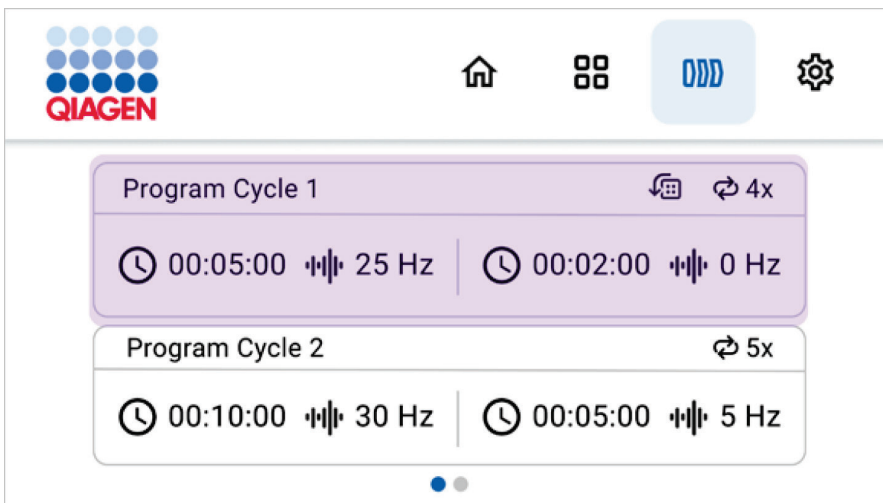 QIAGEN
Program Cycle 1 4x
00:05:00 25 Hz 00:02:00 0 Hz
Program Cycle 2 5x
00:10:00 30 Hz 00:05:00 5 Hz